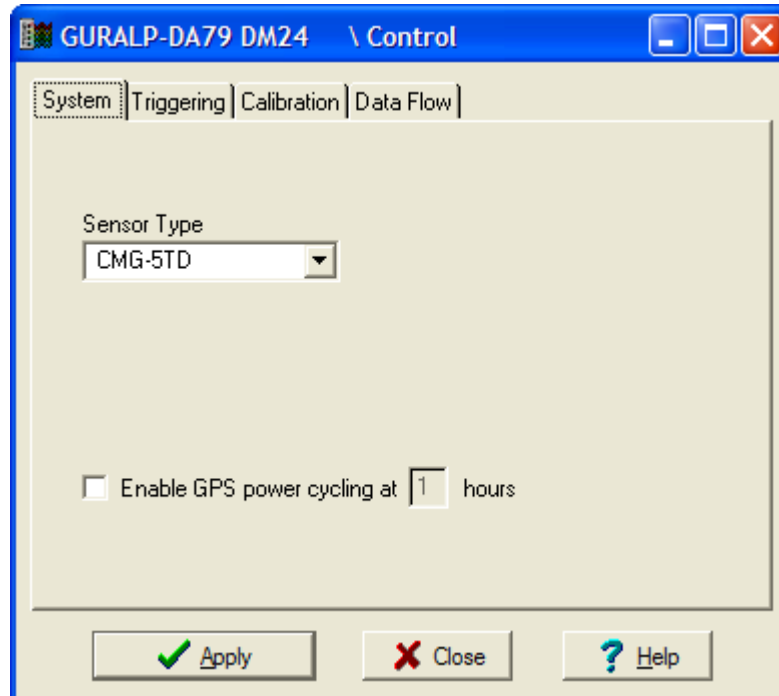 GURALP-DA79 DM24 \ Control
System Triggering Calibration Data Flow
Sensor Type
CMG-5TD
Enable GPS power cycling at 1 hours
Apply Close ? Help